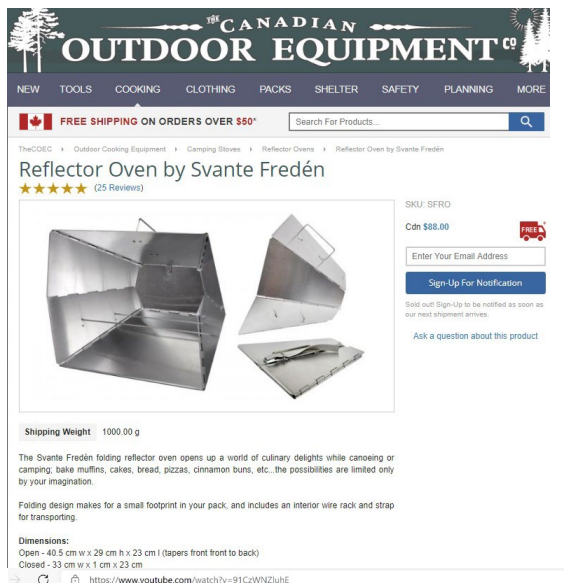 THE CANADIAN
OUTDOOR EQUIPMENT Cº
NEW TOOLS COOKING CLOTHING PACKS SHELTER SAFETY PLANNING MORE
FREE SHIPPING ON ORDERS OVER $50* Search For Products...
TheCOEC › Outdoor Cooking Equipment › Camping Stoves › Reflector Ovens › Reflector Oven by Svante Fredén
Reflector Oven by Svante Fredén
(25 Reviews)
SKU: SFRO
Cdn $88.00 FREE
Enter Your Email Address
Sign-Up For Notification
Sold out! Sign-Up to be notified as soon as
our next shipment arrives.
Ask a question about this product
Shipping Weight 1000.00 g
The Svante Fredén folding reflector oven opens up a world of culinary delights while canoeing or
camping; bake muffins, cakes, bread, pizzas, cinnamon buns, etc...the possibilities are limited only
by your imagination.
Folding design makes for a small footprint in your pack, and includes an interior wire rack and strap
for transporting.
Dimensions:
Open - 40.5 cm w x 29 cm h x 23 cm l (tapers front front to back)
Closed - 33 cm w x 1 cm x 23 cm
https://www.youtube.com/watch?v=91CzWNZluhE